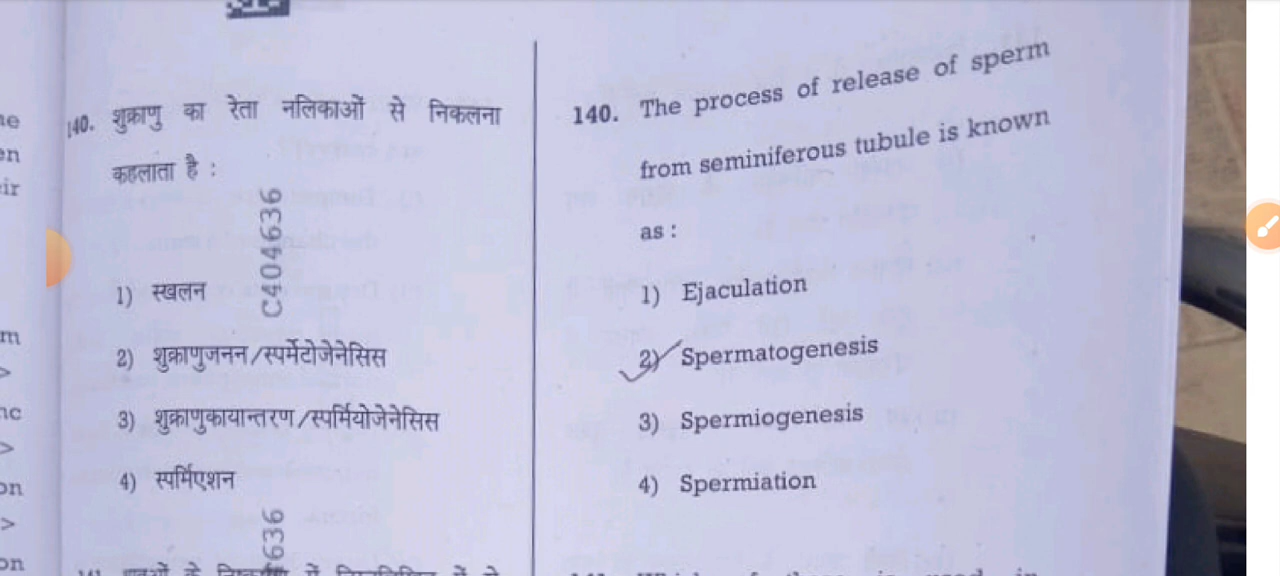 140. शुक्राणु का रेता नलिकाओं से निकलना
कहलाता है :
1) स्खलन
2) शुक्राणुजनन/स्पर्मेटोजेनेसिस
3) शुक्राणुकायान्तरण/स्पर्मियोजेनेसिस
4) स्पर्मिएशन
C404636
636
140. The process of release of sperm
from seminiferous tubule is known
as :
1) Ejaculation
2) Spermatogenesis
3) Spermiogenesis
4) Spermiation